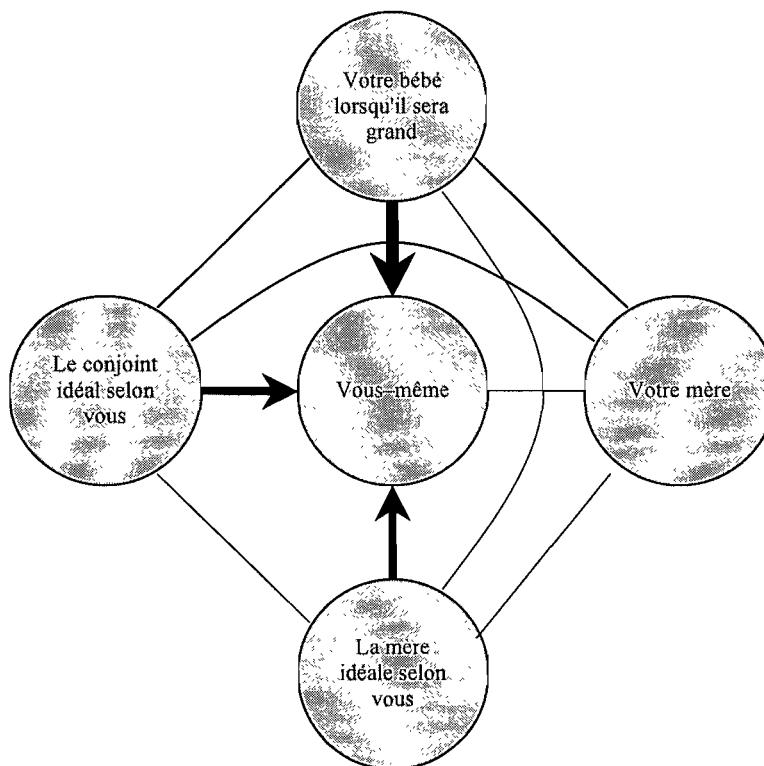 Votre bébé
lorsqu'il sera
grand
Le conjoint
idéal selon
vous
Vous-même
Votre mère
La mère
idéale selon
vous